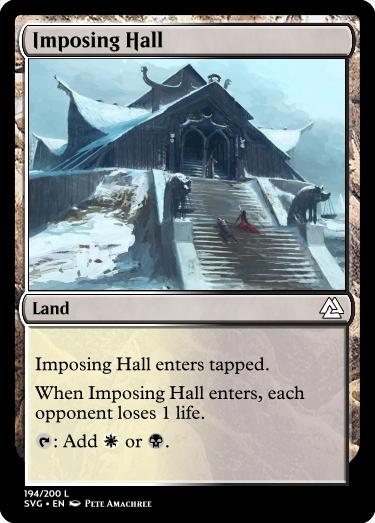 Imposing Hall
Land
Imposing Hall enters tapped.
When Imposing Hall enters, each
opponent loses 1 life.
: Add or .
194/200 L
SVG • EN Pete Amachree